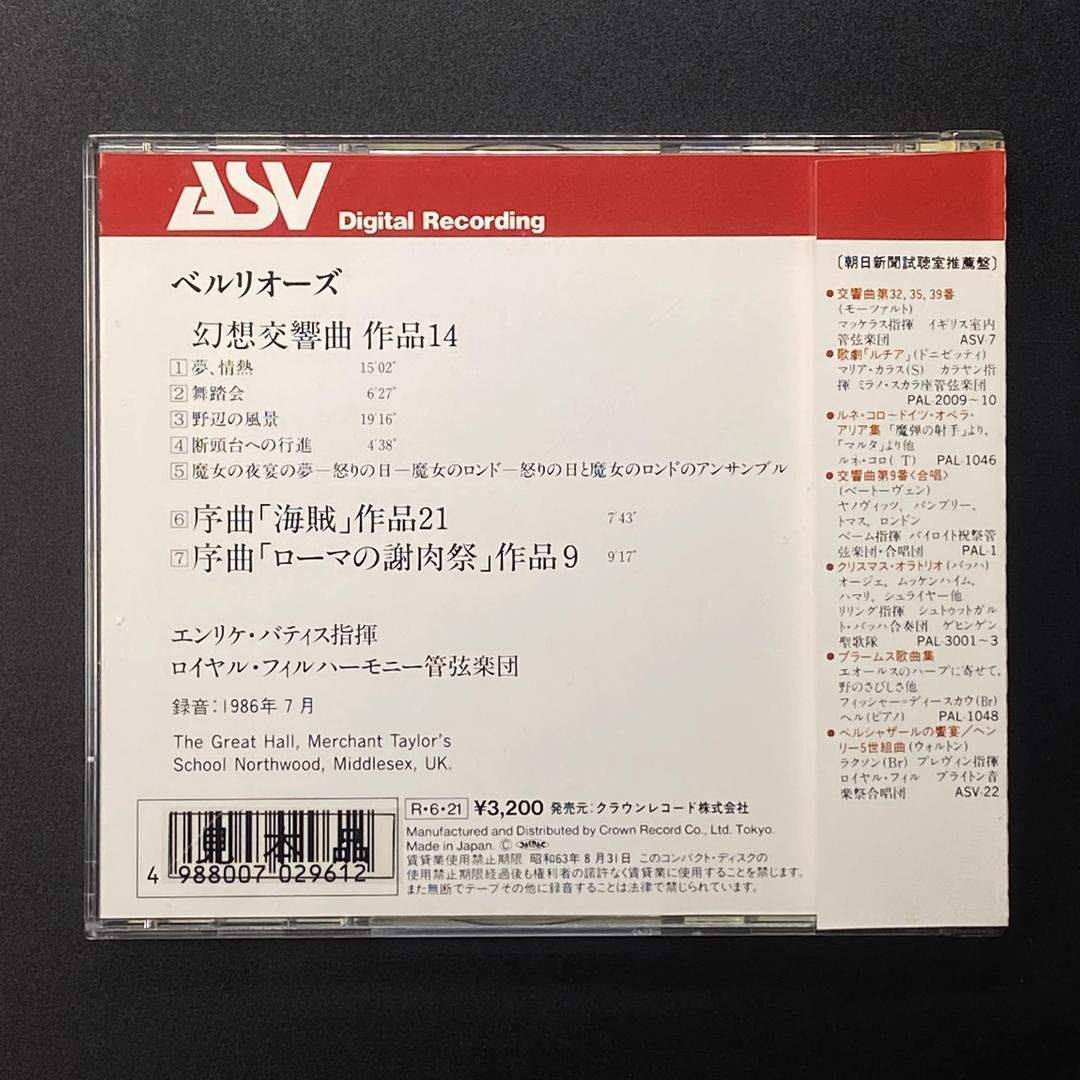 ASV Digital Recording
ベルリオーズ
幻想交響曲 作品14
1 夢、情熱 15′02″
2 舞踏会 6′27″
3 野辺の風景 19′16″
4 断頭台への行進 4′38″
5 魔女の夜宴の夢―怒りの日―魔女のロンド―怒りの日と魔女のロンドのアンサンブル
6 序曲「海賊」作品21 7′43″
7 序曲「ローマの謝肉祭」作品9 9′17″
エンリケ・バティス指揮
ロイヤル・フィルハーモニー管弦楽団
録音:1986年7月
The Great Hall, Merchant Taylor's
School Northwood, Middlesex, UK.
見本品
4 988007 029612
R・6・21 ¥3,200 発売元:クラウンレコード株式会社
Manufactured and Distributed by Crown Record Co., Ltd. Tokyo.
Made in Japan. Ⓒ
賃貸業使用禁止期限 昭和63年8月31日 このコンパクト・ディスクの
使用禁止期限経過後も権利者の許諾なく賃貸業に使用することを禁じます。
また無断でテープその他に録音することは法律で禁じられています。
〔朝日新聞試聴室推薦盤〕
●交響曲第32, 35, 39番
(モーツァルト)
マッケラス指揮 イギリス室内
管弦楽団 ASV-7
●歌劇「ルチア」(ドニゼッティ)
マリア・カラス(S) カラヤン指
揮 ミラノ・スカラ座管弦楽団
PAL-2009〜10
●ルネ・コロ〜ドイツ・オペラ・
アリア集 「魔弾の射手」より、
「マルタ」より他
ルネ・コロ(T) PAL-1046
●交響曲第9番〈合唱〉
(ベートーヴェン)
ヤノヴィッツ, バンブリー,
トマス, ロンドン
ベーム指揮 バイロイト祝祭管
弦楽団・合唱団 PAL-1
●クリスマス・オラトリオ(バッハ)
オージェ, ムッケンハイム,
ハマリ, シュライヤー他
リリング指揮 シュトゥットガル
ト・バッハ合奏団 ゲヒンゲン
聖歌隊 PAL-3001〜3
●ブラームス歌曲集
エオールスのハープに寄せて,
野のさびしさ他
フィッシャー=ディースカウ(Br)
ヘル(ピアノ) PAL-1048
●ベルシャザールの饗宴/ヘン
リー5世組曲(ウォルトン)
ラクソン(Br) プレヴィン指揮
ロイヤル・フィル ブライトン音
楽祭合唱団 ASV-22